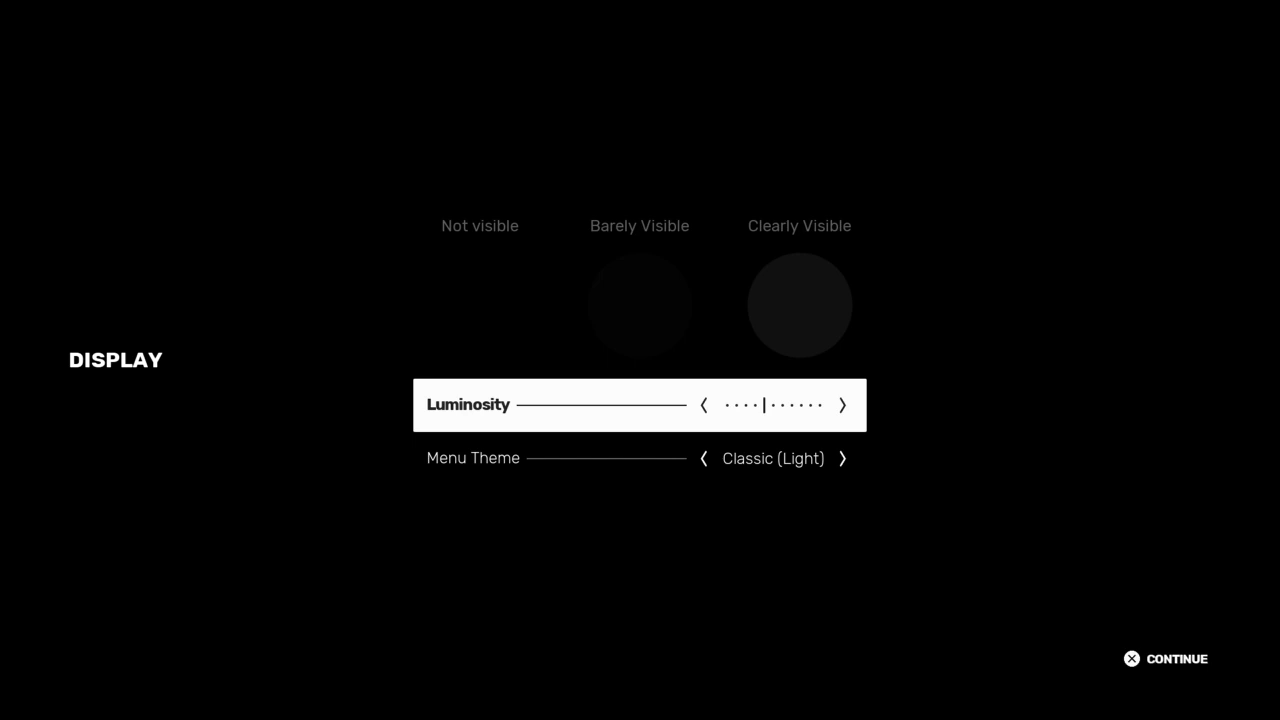 Not visible
Barely Visible
Clearly Visible
DISPLAY
Luminosity
Menu Theme
Classic (Light)
CONTINUE